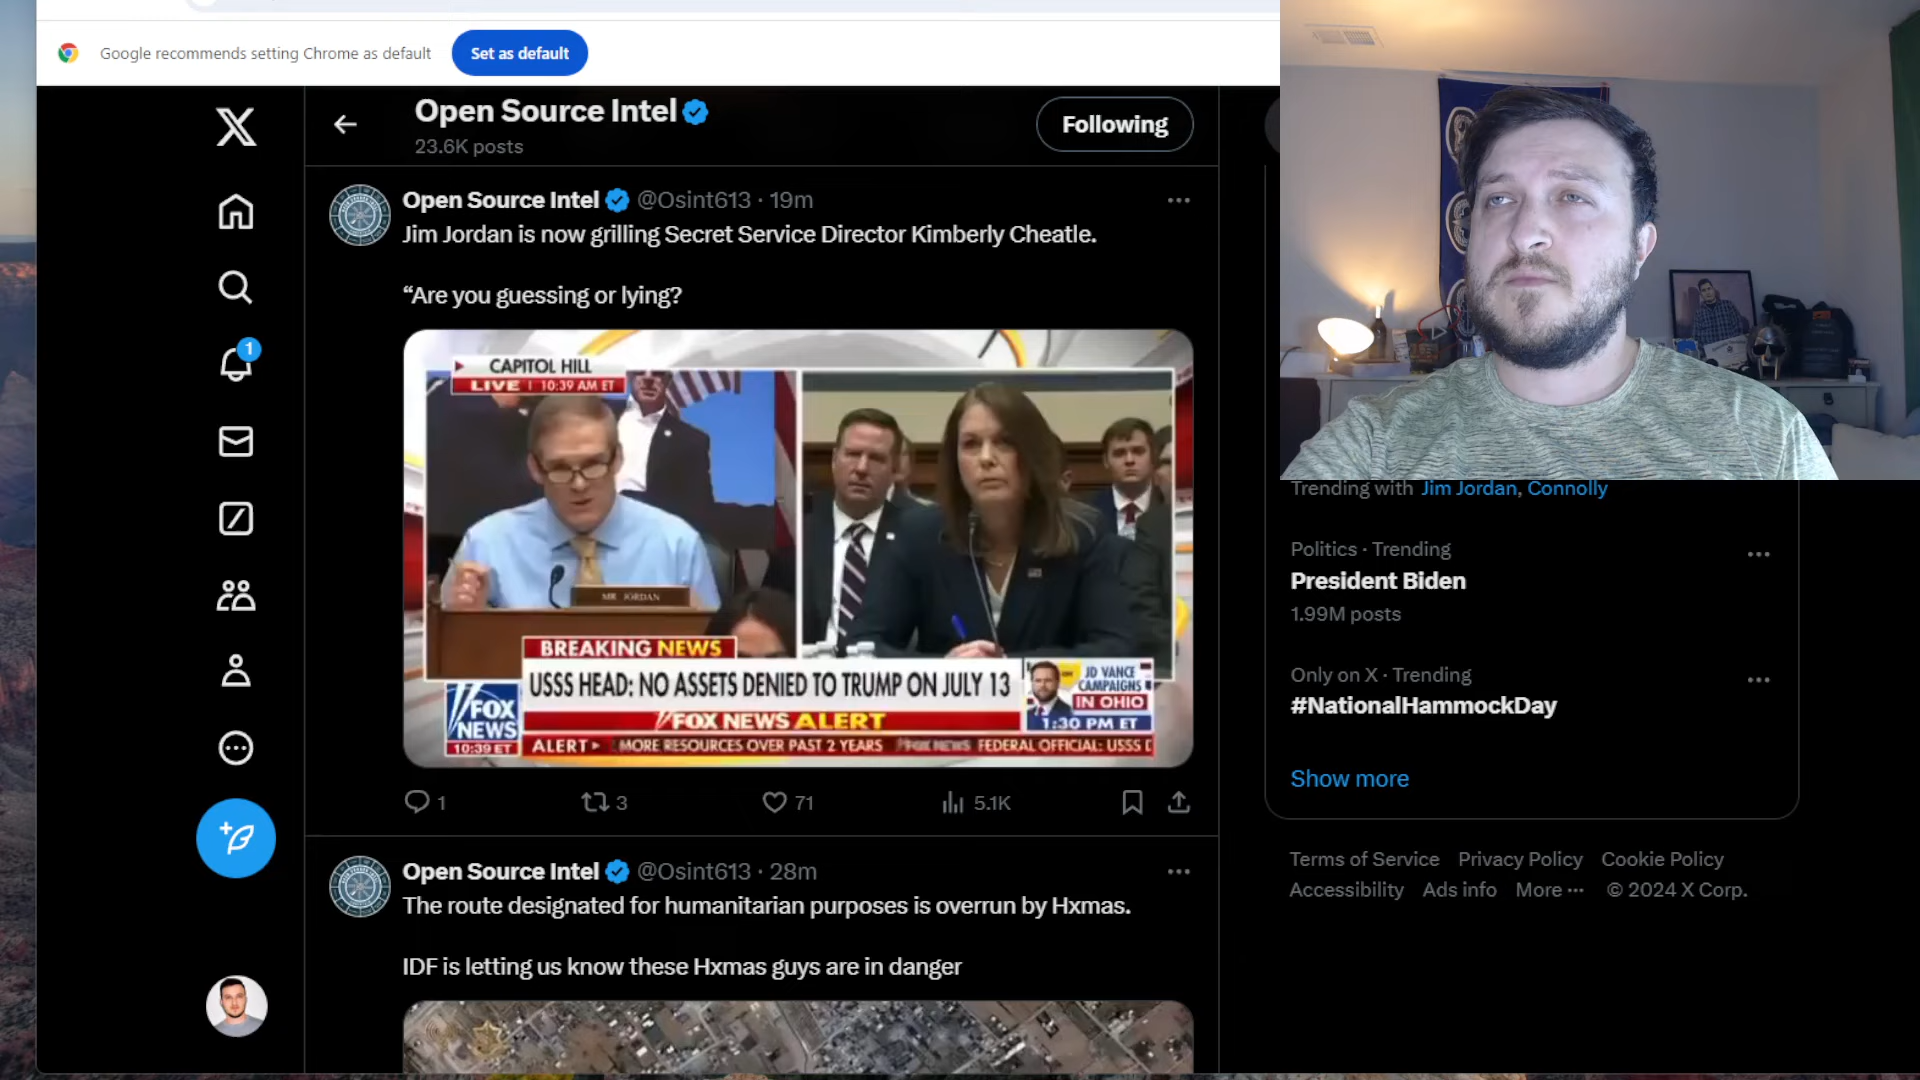 Google recommends setting Chrome as default
Set as default
Open Source Intel
23.6K posts
Following
Open Source Intel @Osint613 · 19m
Jim Jordan is now grilling Secret Service Director Kimberly Cheatle.
“Are you guessing or lying?
CAPITOL HILL
LIVE | 10:39 AM ET
MR. JORDAN
BREAKING NEWS
USSS HEAD: NO ASSETS DENIED TO TRUMP ON JULY 13
FOX NEWS ALERT
JD VANCE
CAMPAIGNS
IN OHIO
1:30 PM ET
FOX
NEWS
10:39 ET
ALERT MORE RESOURCES OVER PAST 2 YEARS FOX NEWS FEDERAL OFFICIAL: USSS
1
3
71
5.1K
Open Source Intel @Osint613 · 28m
The route designated for humanitarian purposes is overrun by Hxmas.
IDF is letting us know these Hxmas guys are in danger
1
Trending with Jim Jordan, Connolly
Politics · Trending
President Biden
1.99M posts
Only on X · Trending
#NationalHammockDay
Show more
Terms of Service Privacy Policy Cookie Policy
Accessibility Ads info More ··· © 2024 X Corp.